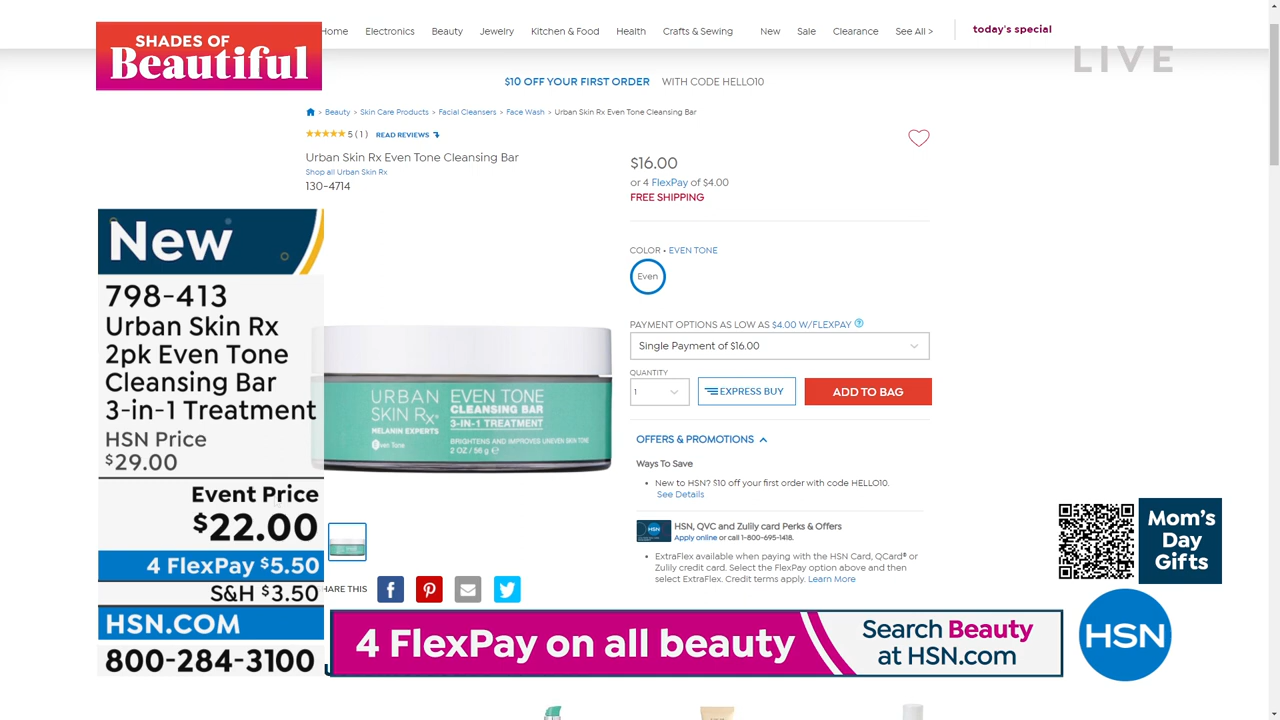 SHADES OF
Beautiful
Home
Electronics
Beauty
Jewelry
Kitchen & Food
Health
Crafts & Sewing
New
Sale
Clearance
See All >
today's special
LIVE
$10 OFF YOUR FIRST ORDER WITH CODE HELLO10
Beauty > Skin Care Products > Facial Cleansers > Face Wash > Urban Skin Rx Even Tone Cleansing Bar
5 ( 1 ) READ REVIEWS
Urban Skin Rx Even Tone Cleansing Bar
Shop all Urban Skin Rx
130-4714
$16.00
or 4 FlexPay of $4.00
FREE SHIPPING
COLOR • EVEN TONE
Even
PAYMENT OPTIONS AS LOW AS $4.00 W/FLEXPAY
Single Payment of $16.00
QUANTITY
1
EXPRESS BUY
ADD TO BAG
OFFERS & PROMOTIONS
Ways To Save
• New to HSN? $10 off your first order with code HELLO10.
See Details
HSN
HSN, QVC and Zulily card Perks & Offers
Apply online or call 1-800-695-1418.
• ExtraFlex available when paying with the HSN Card, QCard® or
Zulily credit card. Select the FlexPay option above and then
select ExtraFlex. Credit terms apply. Learn More
New
798-413
Urban Skin Rx
2pk Even Tone
Cleansing Bar
3-in-1 Treatment
HSN Price
$29.00
Event Price
$22.00
4 FlexPay $5.50
S&H $3.50
HSN.COM
800-284-3100
URBAN
SKIN Rx®
MELANIN EXPERTS
Even Tone
EVEN TONE
CLEANSING BAR
3-IN-1 TREATMENT
BRIGHTENS AND IMPROVES UNEVEN SKIN TONE
2 OZ / 56 g e
HARE THIS
Mom's
Day
Gifts
4 FlexPay on all beauty
Search Beauty
at HSN.com
HSN